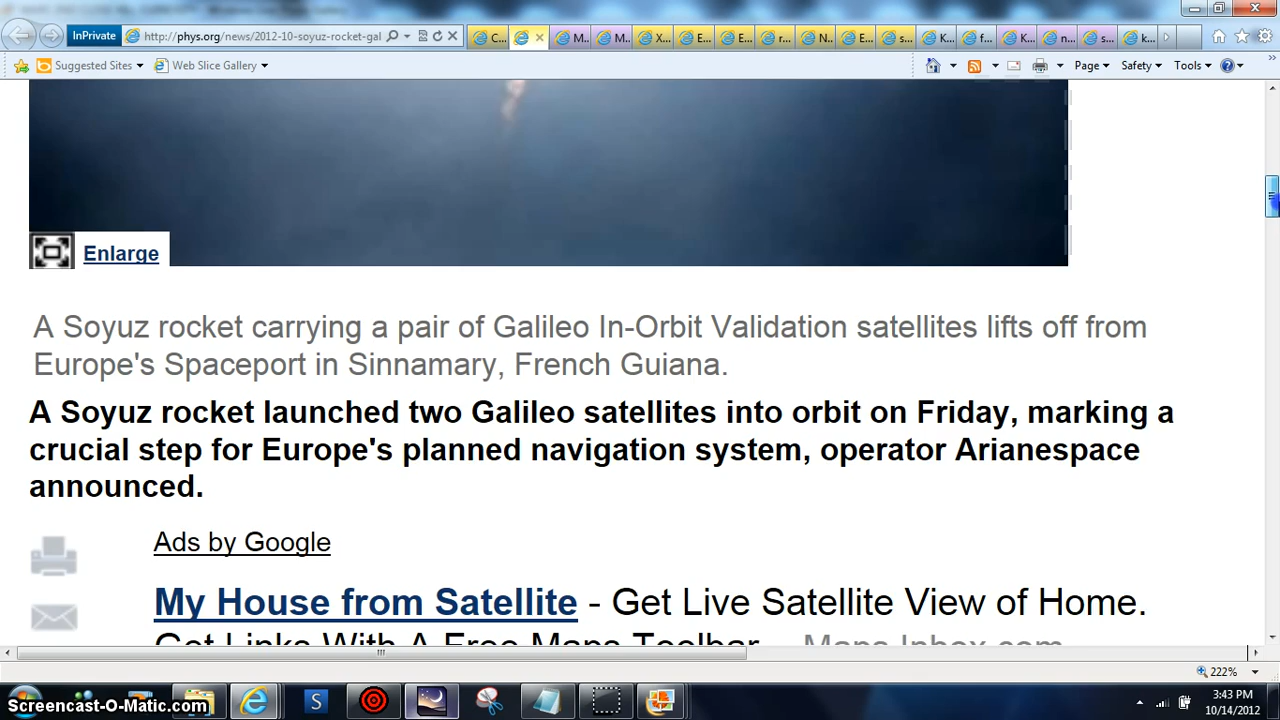 InPrivate
http://phys.org/news/2012-10-soyuz-rocket-gal
C...
M...
M...
X...
E...
E...
r...
N...
E...
s...
K...
f...
K...
n...
s...
k...
Suggested Sites
Web Slice Gallery
Page
Safety
Tools
Enlarge
A Soyuz rocket carrying a pair of Galileo In-Orbit Validation satellites lifts off from
Europe's Spaceport in Sinnamary, French Guiana.
A Soyuz rocket launched two Galileo satellites into orbit on Friday, marking a
crucial step for Europe's planned navigation system, operator Arianespace
announced.
Ads by Google
My House from Satellite - Get Live Satellite View of Home.
Get Links With A Free Maps Toolbar. Maps.Inbox.com
222%
S
Screencast-O-Matic.com
3:43 PM
10/14/2012